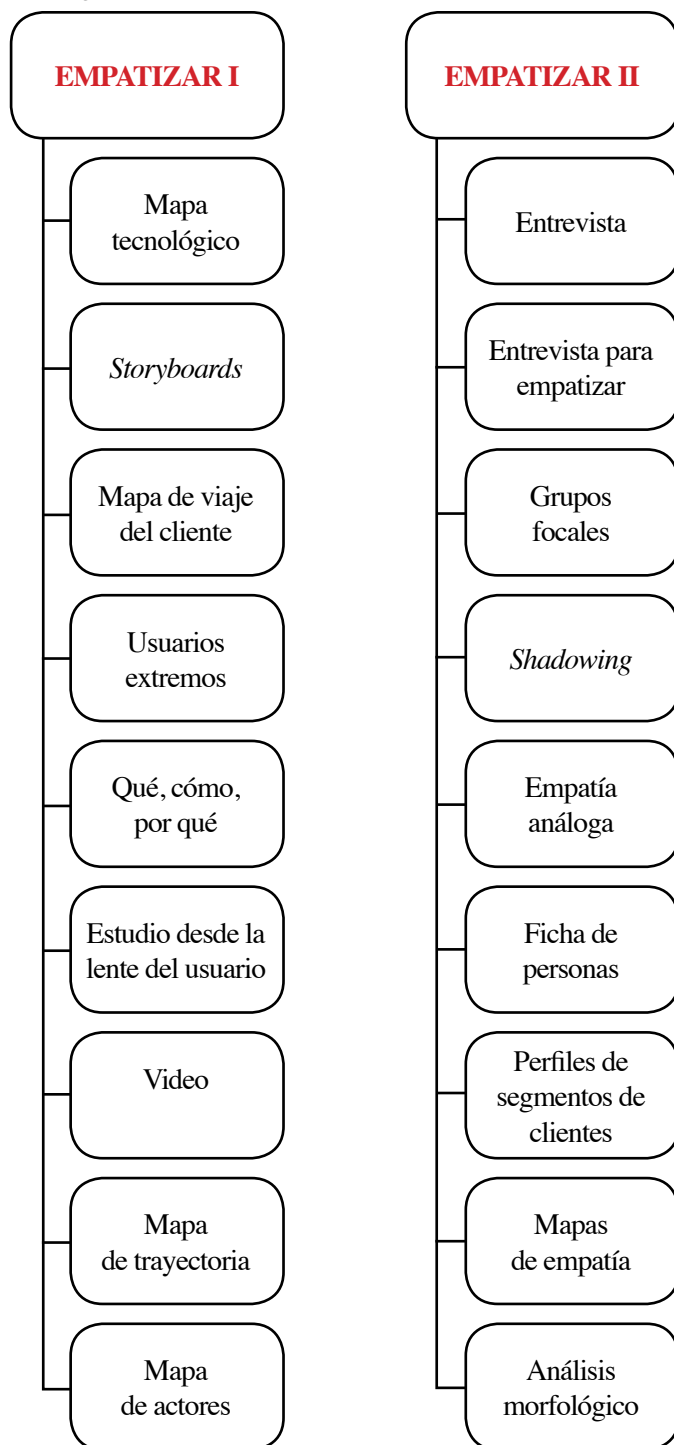 EMPATIZAR I
Mapa
tecnológico
Storyboards
Mapa de viaje
del cliente
Usuarios
extremos
Qué, cómo,
por qué
Estudio desde la
lente del usuario
Video
Mapa
de trayectoria
Mapa
de actores
EMPATIZAR II
Entrevista
Entrevista para
empatizar
Grupos
focales
Shadowing
Empatía
análoga
Ficha de
personas
Perfiles de
segmentos de
clientes
Mapas
de empatía
Análisis
morfológico